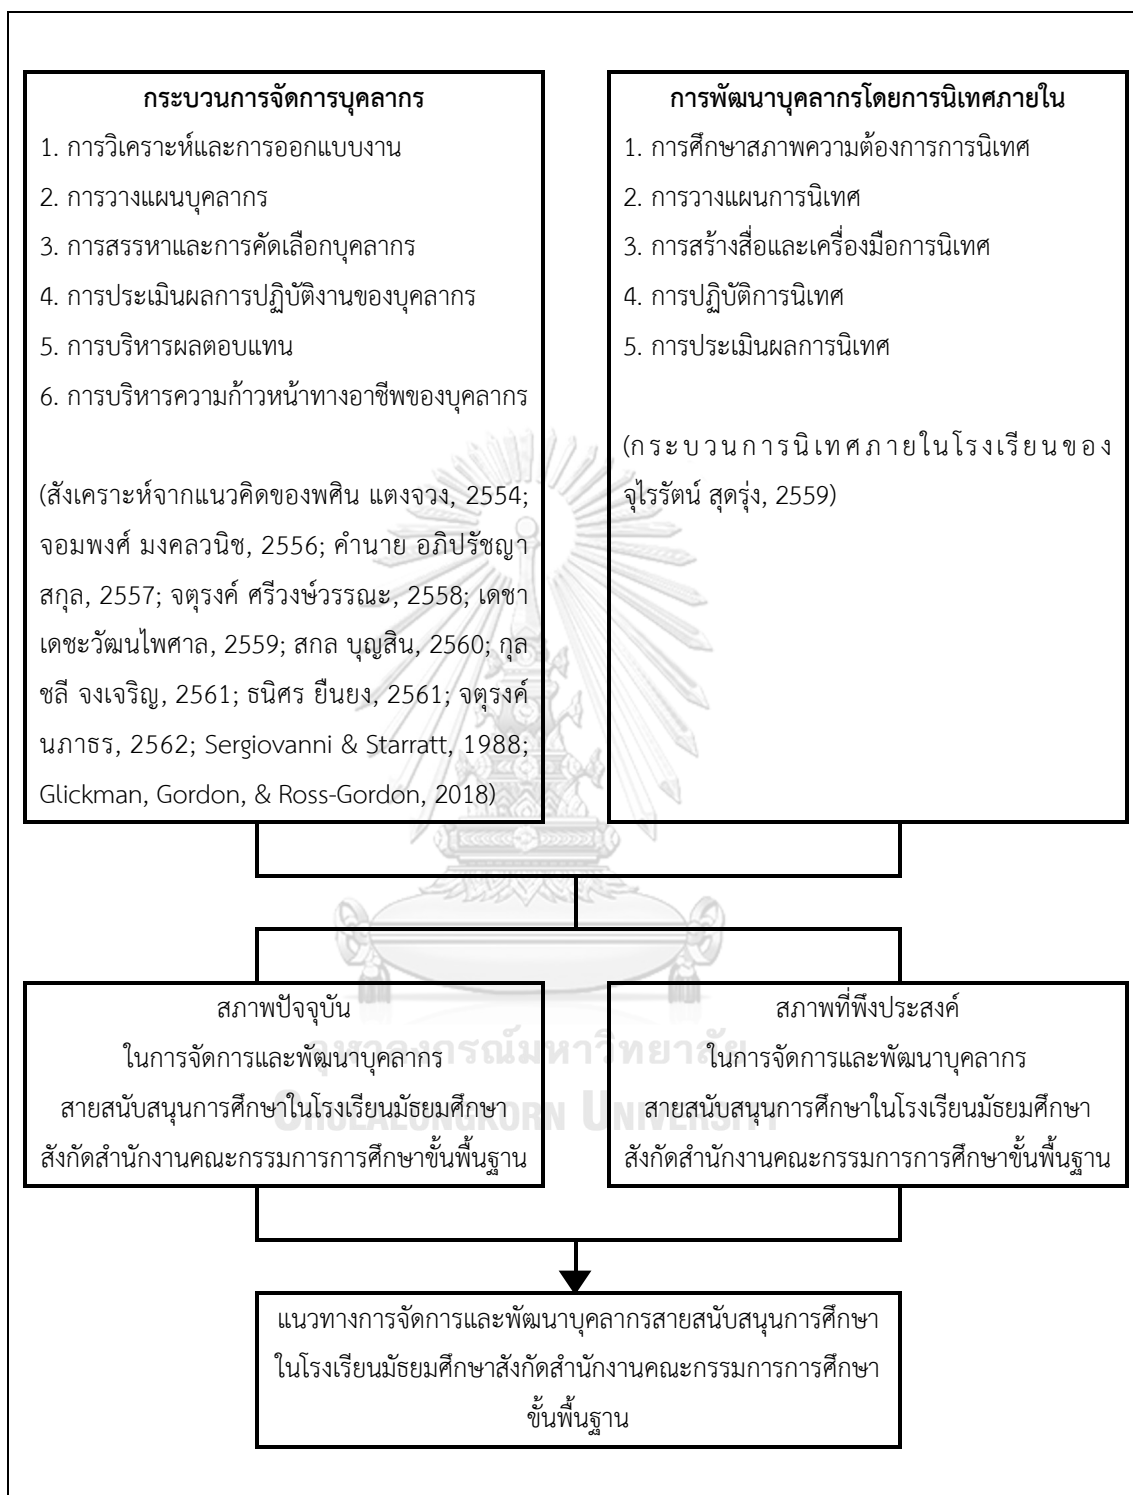 กระบวนการจัดการบุคลากร
1. การวิเคราะห์และการออกแบบงาน
2. การวางแผนบุคลากร
3. การสรรหาและการคัดเลือกบุคลากร
4. การประเมินผลการปฏิบัติงานของบุคลากร
5. การบริหารผลตอบแทน
6. การบริหารความก้าวหน้าทางอาชีพของบุคลากร
(สังเคราะห์จากแนวคิดของพศิน แตงจวง, 2554;
จอมพงศ์ มงคลวนิช, 2556; คำนาย อภิปรัชญา
สกุล, 2557; จตุรงค์ ศรีวงษ์วรรณะ, 2558; เดชา
เดชะวัฒนไพศาล, 2559; สกล บุญสิน, 2560; กุล
ชลี จงเจริญ, 2561; ธนิศร ยืนยง, 2561; จตุรงค์
นภาธร, 2562; Sergiovanni & Starratt, 1988;
Glickman, Gordon, & Ross-Gordon, 2018)
การพัฒนาบุคลากรโดยการนิเทศภายใน
1. การศึกษาสภาพความต้องการการนิเทศ
2. การวางแผนการนิเทศ
3. การสร้างสื่อและเครื่องมือการนิเทศ
4. การปฏิบัติการนิเทศ
5. การประเมินผลการนิเทศ
(กระบวนการนิเทศภายในโรงเรียนของ
จุไรรัตน์ สุดรุ่ง, 2559)
สภาพปัจจุบัน
ในการจัดการและพัฒนาบุคลากร
สายสนับสนุนการศึกษาในโรงเรียนมัธยมศึกษา
สังกัดสำนักงานคณะกรรมการการศึกษาขั้นพื้นฐาน
สภาพที่พึงประสงค์
ในการจัดการและพัฒนาบุคลากร
สายสนับสนุนการศึกษาในโรงเรียนมัธยมศึกษา
สังกัดสำนักงานคณะกรรมการการศึกษาขั้นพื้นฐาน
จุฬาลงกรณ์มหาวิทยาลัย
CHULALONGKORN UNIVERSITY
แนวทางการจัดการและพัฒนาบุคลากรสายสนับสนุนการศึกษา
ในโรงเรียนมัธยมศึกษาสังกัดสำนักงานคณะกรรมการการศึกษา
ขั้นพื้นฐาน